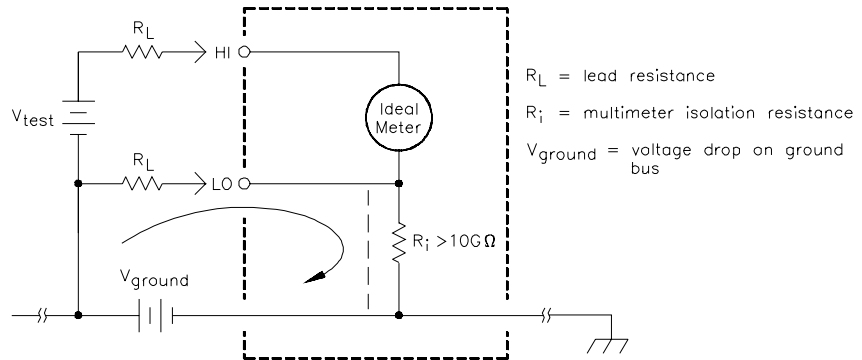 R_L
HI
V_test
Ideal
Meter
R_L = lead resistance
R_i = multimeter isolation resistance
V_ground = voltage drop on ground
bus
R_L
LO
R_i >10GΩ
V_ground